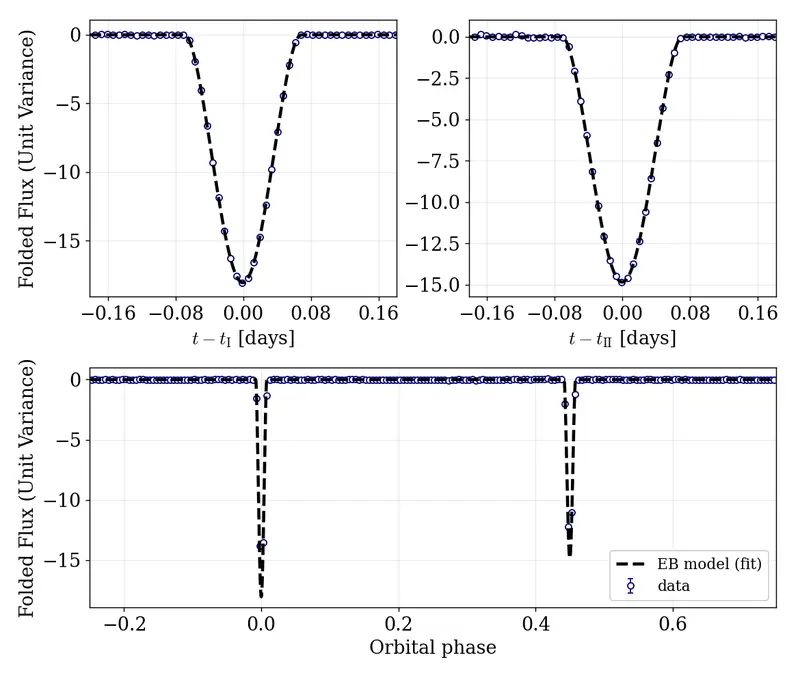 Folded Flux (Unit Variance)
0
−5
−10
−15
−0.16 −0.08 0.00 0.08 0.16
t − tI [days]
0.0
−2.5
−5.0
−7.5
−10.0
−12.5
−15.0
−0.16 −0.08 0.00 0.08 0.16
t − tII [days]
Folded Flux (Unit Variance)
0
−5
−10
−15
EB model (fit)
data
−0.2 0.0 0.2 0.4 0.6
Orbital phase